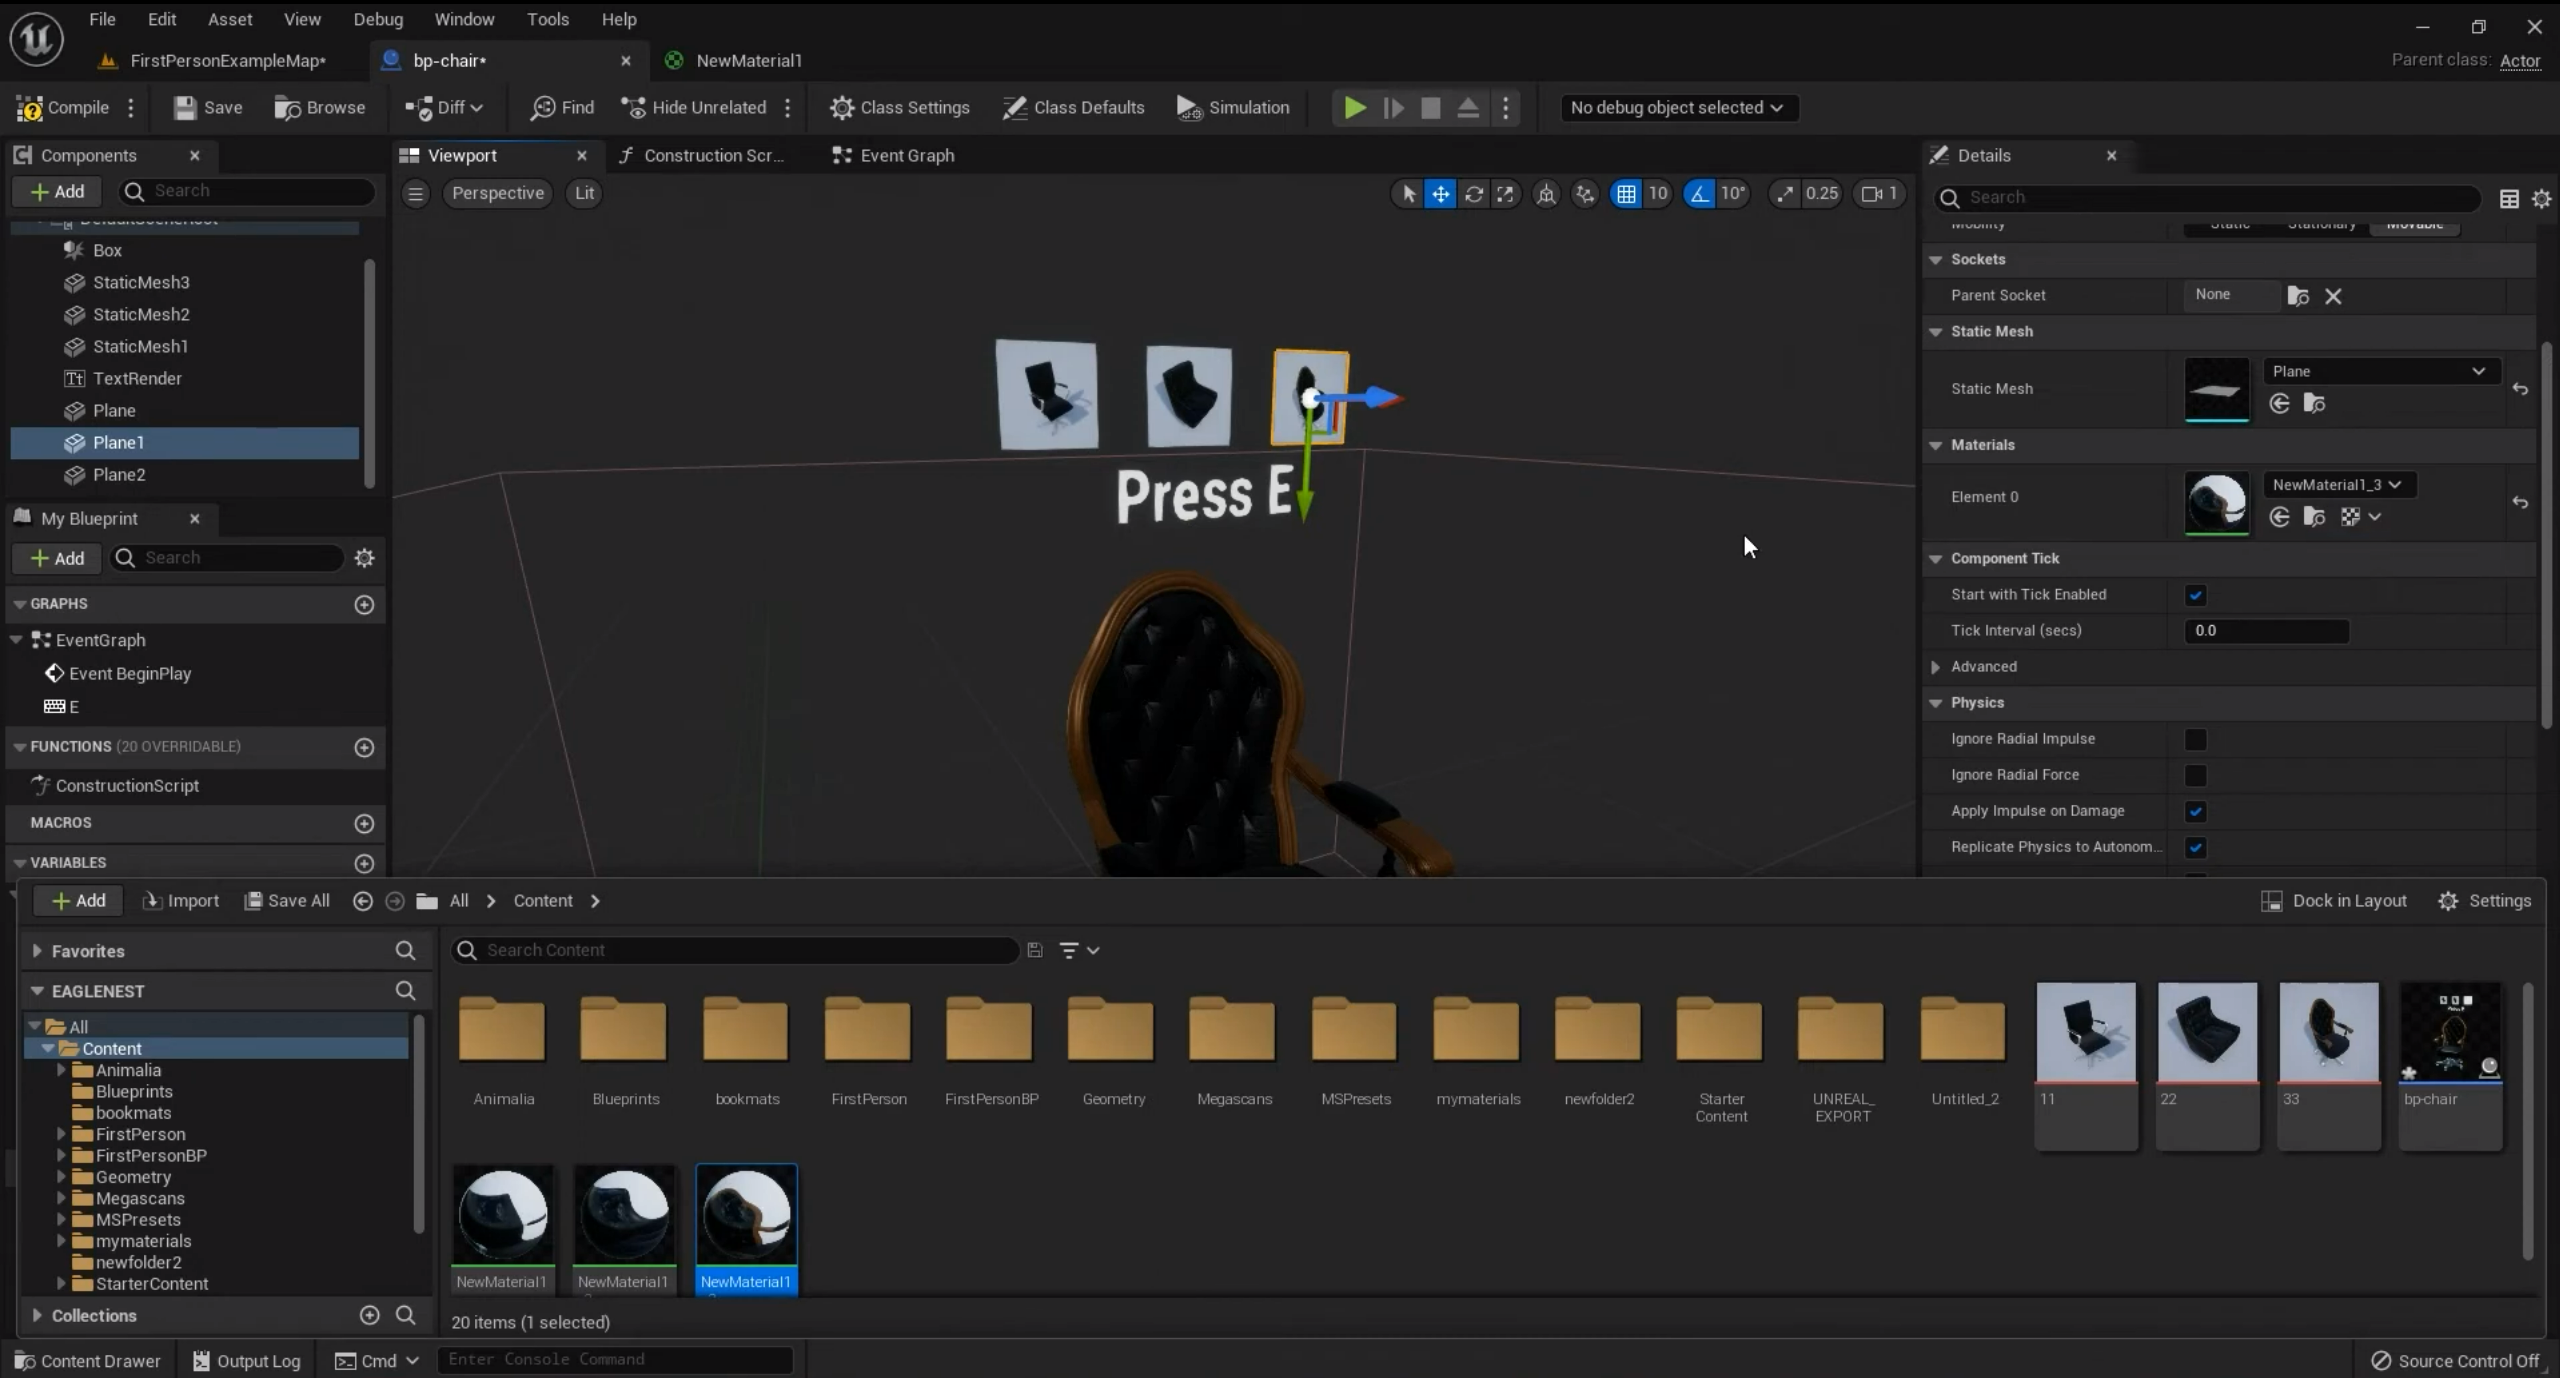 File Edit Asset View Debug Window Tools Help
FirstPersonExampleMap* bp-chair* NewMaterial1
Parent class: Actor
Compile Save Browse Diff Find Hide Unrelated Class Settings Class Defaults Simulation No debug object selected
Components Viewport Construction Scr... Event Graph Details
Add Search Perspective Lit 10 10° 0.25 1 Search
DefaultSceneRoot
Mobility Static Stationary Movable
Box
Sockets
StaticMesh3
Parent Socket None
StaticMesh2
Static Mesh
StaticMesh1
TextRender
Static Mesh Plane
Plane
Plane1
Materials
Plane2
Element 0 NewMaterial1_3
Press E
My Blueprint
Add Search
Component Tick
GRAPHS
Start with Tick Enabled
EventGraph
Tick Interval (secs) 0.0
Event BeginPlay
Advanced
E
Physics
FUNCTIONS (20 OVERRIDABLE)
Ignore Radial Impulse
ConstructionScript
Ignore Radial Force
MACROS
Apply Impulse on Damage
VARIABLES
Replicate Physics to Autonom...
Add Import Save All All Content Dock in Layout Settings
Favorites
Search Content
EAGLENEST
All
Content
Animalia
Blueprints
bookmats
FirstPerson
FirstPersonBP
Geometry
Megascans
MSPresets
mymaterials
newfolder2
StarterContent
Collections
Animalia Blueprints bookmats FirstPerson FirstPersonBP Geometry Megascans MSPresets mymaterials newfolder2 Starter Content UNREAL_EXPORT Untitled_2 11 22 33 bp-chair
NewMaterial1 NewMaterial1 NewMaterial1
20 items (1 selected)
Content Drawer Output Log Cmd Enter Console Command Source Control Off